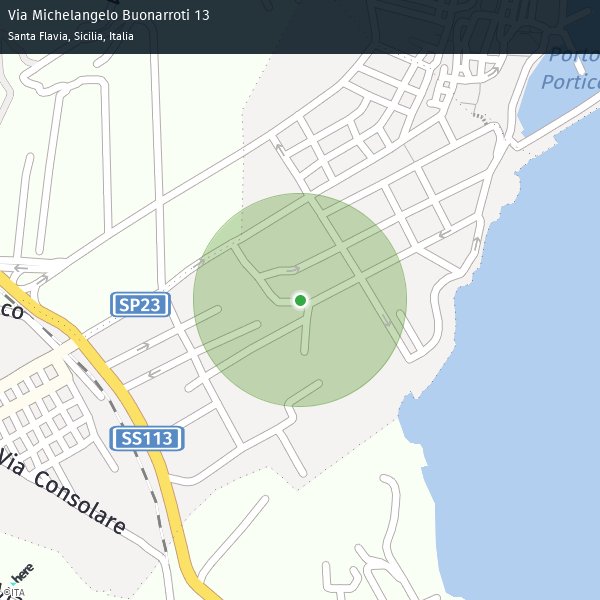 Via Michelangelo Buonarroti 13
Santa Flavia, Sicilia, Italia
Porto
Portice
SP23
co
SS113
Via Consolare
here
©ITA